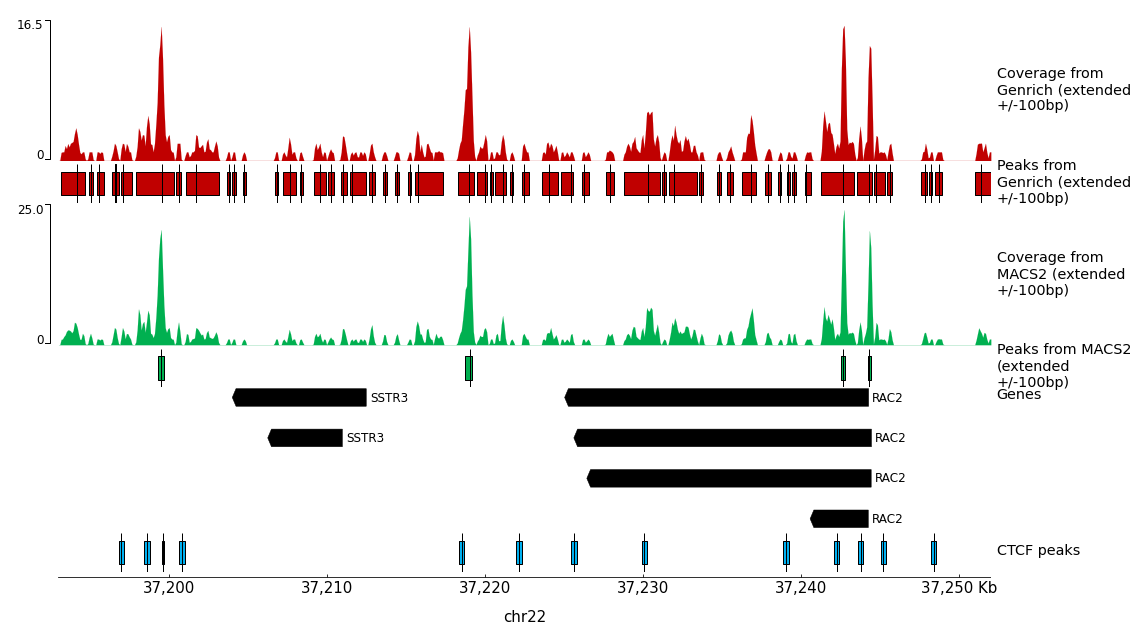 16.5
0
Coverage from
Genrich (extended
+/-100bp)
Peaks from
Genrich (extended
+/-100bp)
25.0
0
Coverage from
MACS2 (extended
+/-100bp)
Peaks from MACS2
(extended
+/-100bp)
Genes
SSTR3
RAC2
SSTR3
RAC2
RAC2
RAC2
CTCF peaks
37,200 37,210 37,220 37,230 37,240 37,250 Kb
chr22